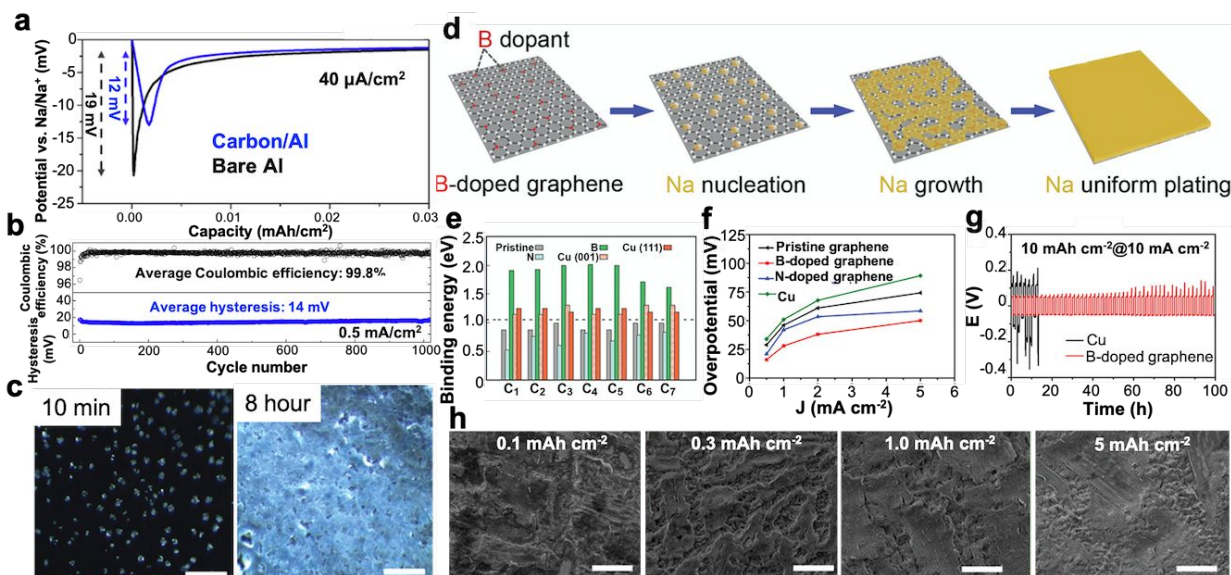 a
0
-5
-10
-15
-20
-25
Potential vs. Na/Na⁺ (mV)
19 mV
12 mV
40 μA/cm²
Carbon/Al
Bare Al
0.00 0.01 0.02 0.03
Capacity (mAh/cm²)
b
Coulombic
efficiency (%)
100
98
96
Average Coulombic efficiency: 99.8%
Hysteresis
(mV)
40
20
0
Average hysteresis: 14 mV
0.5 mA/cm²
0 200 400 600 800 1000
Cycle number
c
10 min
8 hour
d
B dopant
B-doped graphene
Na nucleation
Na growth
Na uniform plating
e
Binding energy (eV)
2.5
2.0
1.5
1.0
0.5
0.0
Pristine B Cu (111)
N Cu (001)
C₁ C₂ C₃ C₄ C₅ C₆ C₇
f
Overpotential (mV)
125
100
75
50
25
0
Pristine graphene
B-doped graphene
N-doped graphene
Cu
0 1 2 3 4 5 6
J (mA cm⁻²)
g
10 mAh cm⁻²@10 mA cm⁻²
E (V)
0.4
0.2
0.0
-0.2
-0.4
Cu
B-doped graphene
0 20 40 60 80 100
Time (h)
h
0.1 mAh cm⁻²
0.3 mAh cm⁻²
1.0 mAh cm⁻²
5 mAh cm⁻²